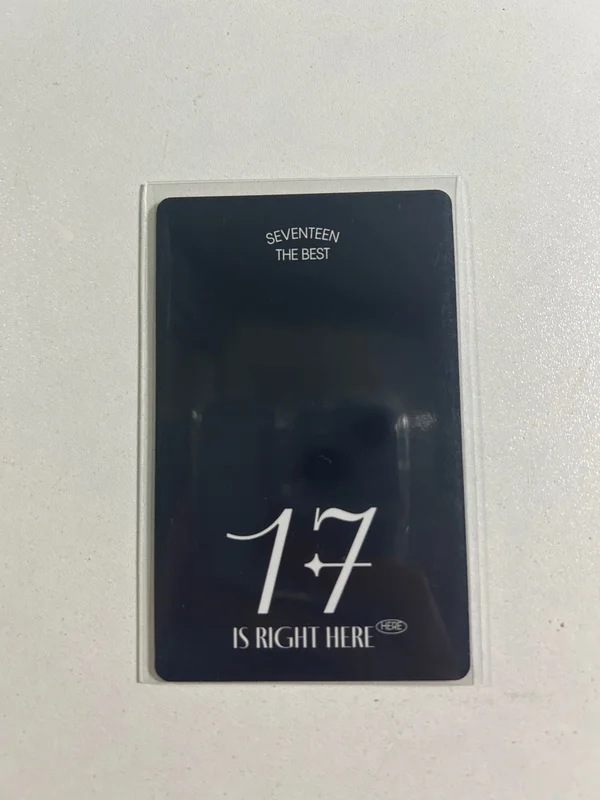 SEVENTEEN
THE BEST
17
IS RIGHT HERE HERE